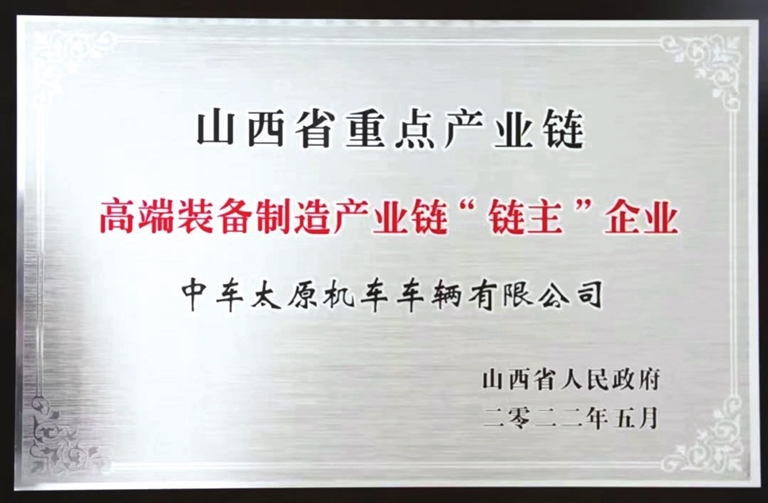 山西省重点产业链
高端装备制造产业链“链主”企业
中车太原机车车辆有限公司
山西省人民政府
二零二二年五月